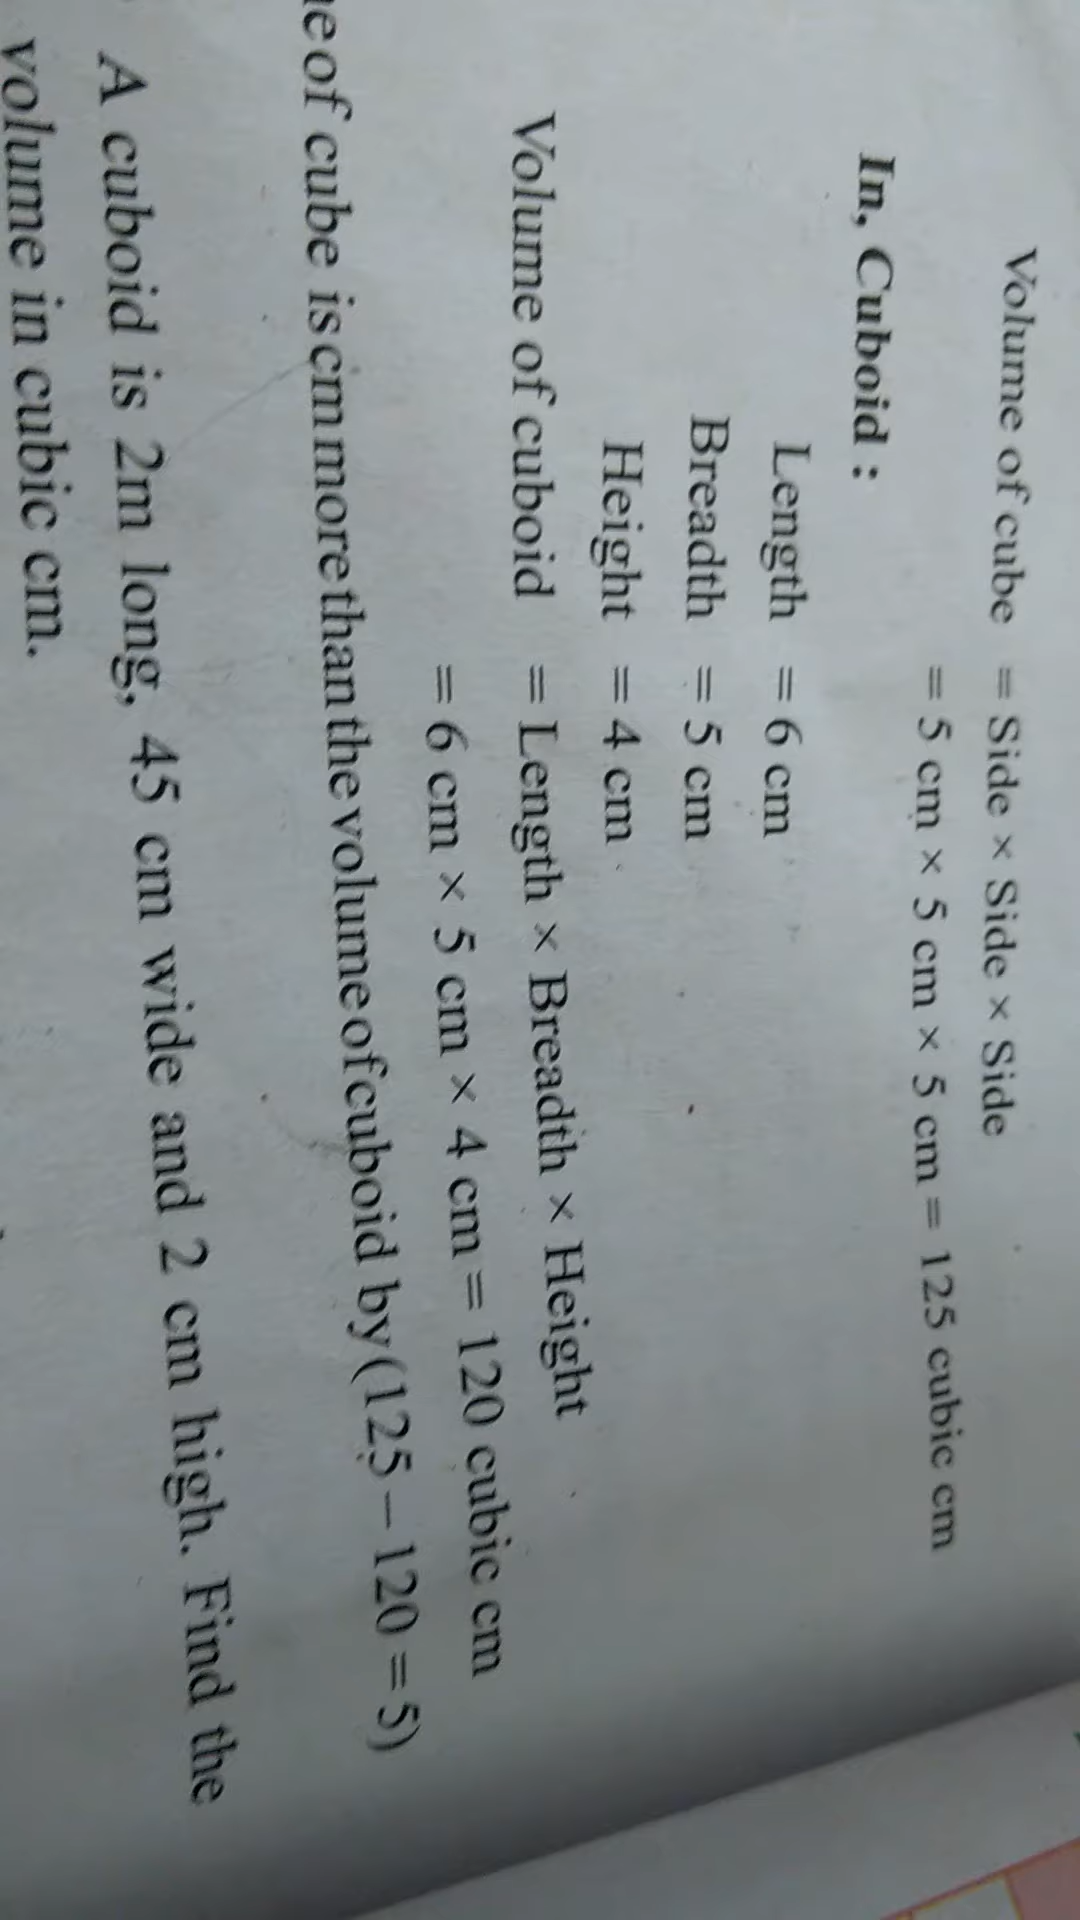 Volume of cube = Side × Side × Side
= 5 cm × 5 cm × 5 cm = 125 cubic cm
In, Cuboid :
Length = 6 cm
Breadth = 5 cm
Height = 4 cm
Volume of cuboid = Length × Breadth × Height
= 6 cm × 5 cm × 4 cm = 120 cubic cm
of cube is cm more than the volume of cuboid by (125 – 120 = 5)
A cuboid is 2m long, 45 cm wide and 2 cm high. Find the
volume in cubic cm.